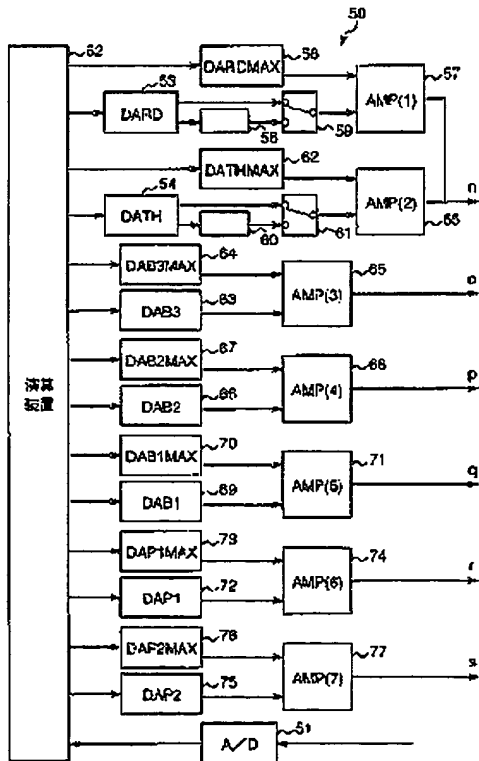 50
52
56
DARDMAX
57
53
AMP(1)
DARD
58
59
DATHMAX
62
54
AMP(2)
n
DATH
60
61
55
64
DAB3MAX
65
63
AMP(3)
o
DAB3
67
DAB2MAX
68
66
AMP(4)
p
DAB2
演算
装置
70
DAB1MAX
71
69
AMP(5)
q
DAB1
73
DAP1MAX
74
72
AMP(6)
r
DAP1
76
DAP2MAX
77
75
AMP(7)
s
DAP2
51
A/D